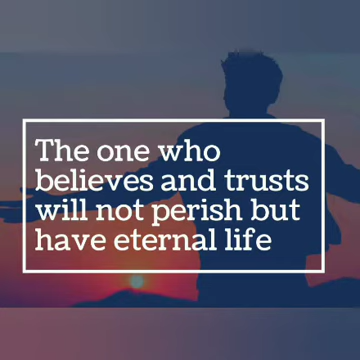 The one who
believes and trusts
will not perish but
have eternal life